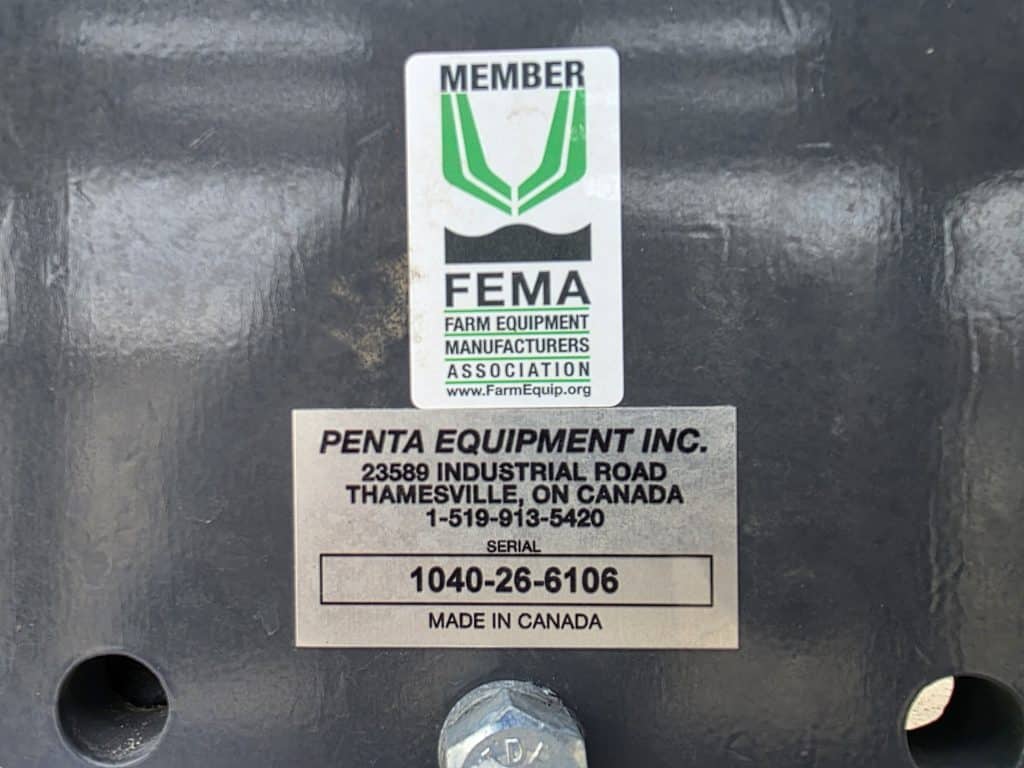 MEMBER
FEMA
FARM EQUIPMENT
MANUFACTURERS
ASSOCIATION
www.FarmEquip.org
PENTA EQUIPMENT INC.
23589 INDUSTRIAL ROAD
THAMESVILLE, ON CANADA
1-519-913-5420
SERIAL
1040-26-6106
MADE IN CANADA